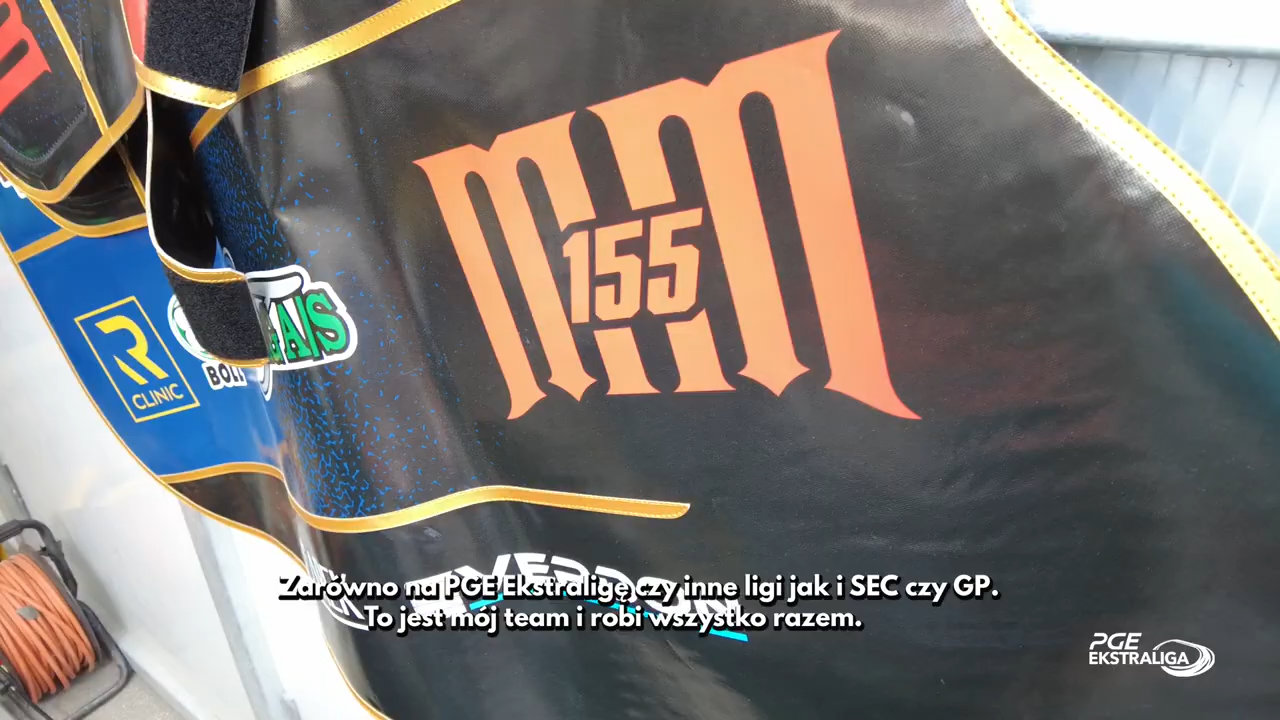 MM
155
R
CLINIC
Zarówno na PGE Ekstraligę czy inne ligi jak i SEC czy GP.
To jest mój team i robi wszystko razem.
PGE
EKSTRALIGA